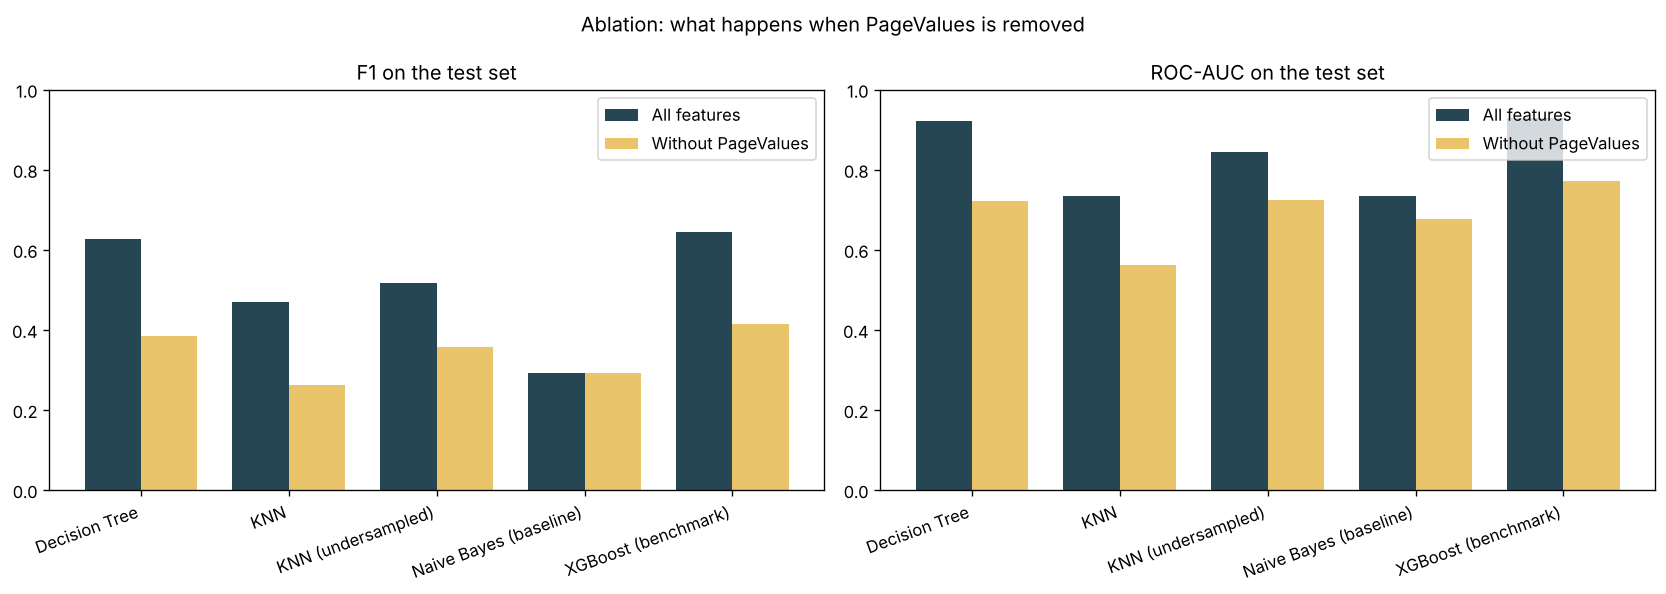 Ablation: what happens when PageValues is removed
F1 on the test set
1.0
0.8
0.6
0.4
0.2
0.0
All features
Without PageValues
Decision Tree
KNN
KNN (undersampled)
Naive Bayes (baseline)
XGBoost (benchmark)
ROC-AUC on the test set
1.0
0.8
0.6
0.4
0.2
0.0
All features
Without PageValues
Decision Tree
KNN
KNN (undersampled)
Naive Bayes (baseline)
XGBoost (benchmark)